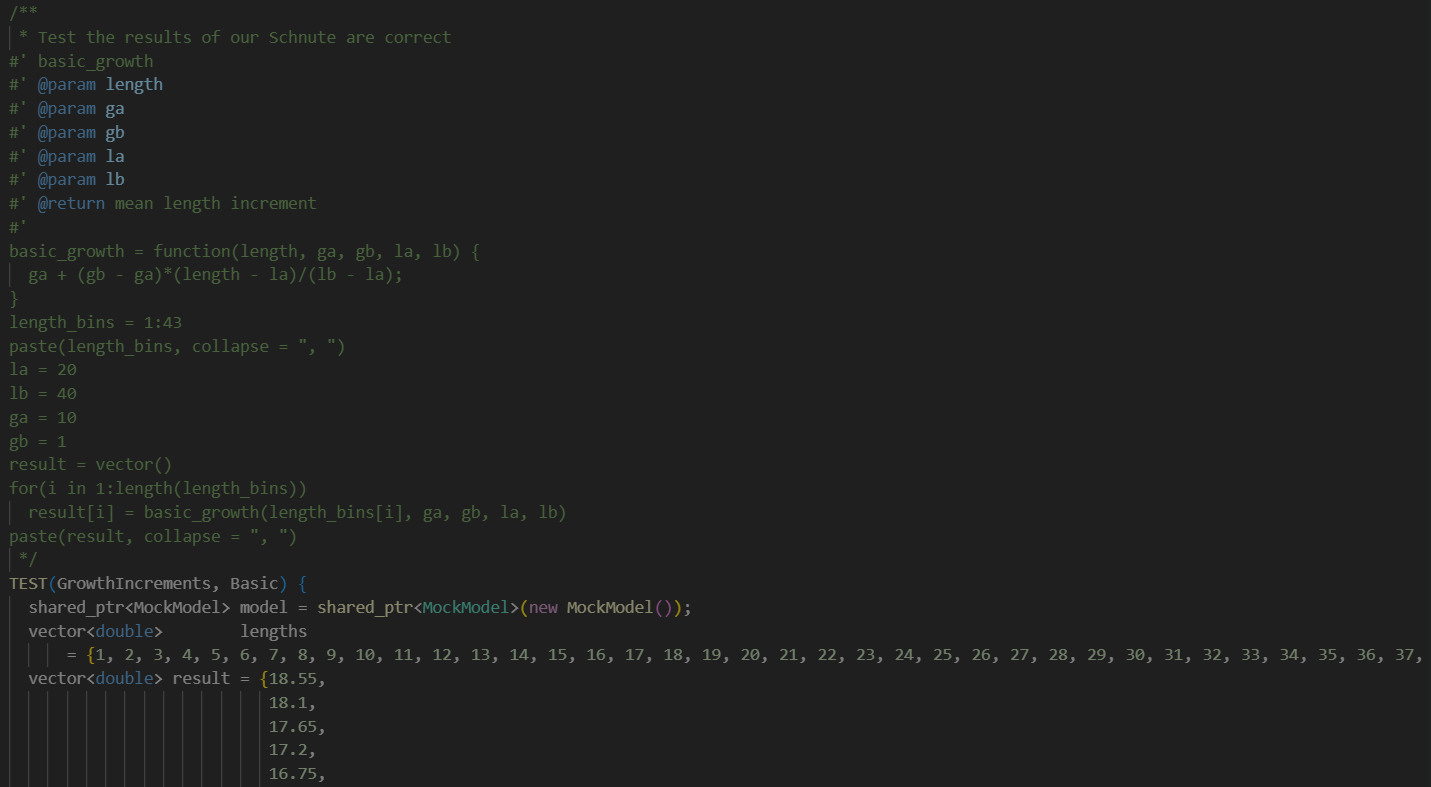 /**
 * Test the results of our Schnute are correct
#' basic_growth
#' @param length
#' @param ga
#' @param gb
#' @param la
#' @param lb
#' @return mean length increment
#'
basic_growth = function(length, ga, gb, la, lb) {
  ga + (gb - ga)*(length - la)/(lb - la);
}
length_bins = 1:43
paste(length_bins, collapse = ", ")
la = 20
lb = 40
ga = 10
gb = 1
result = vector()
for(i in 1:length(length_bins))
  result[i] = basic_growth(length_bins[i], ga, gb, la, lb)
paste(result, collapse = ", ")
 */
TEST(GrowthIncrements, Basic) {
  shared_ptr<MockModel> model = shared_ptr<MockModel>(new MockModel());
  vector<double>        lengths
      = {1, 2, 3, 4, 5, 6, 7, 8, 9, 10, 11, 12, 13, 14, 15, 16, 17, 18, 19, 20, 21, 22, 23, 24, 25, 26, 27, 28, 29, 30, 31, 32, 33, 34, 35, 36, 37,
  vector<double> result = {18.55,
                           18.1,
                           17.65,
                           17.2,
                           16.75,